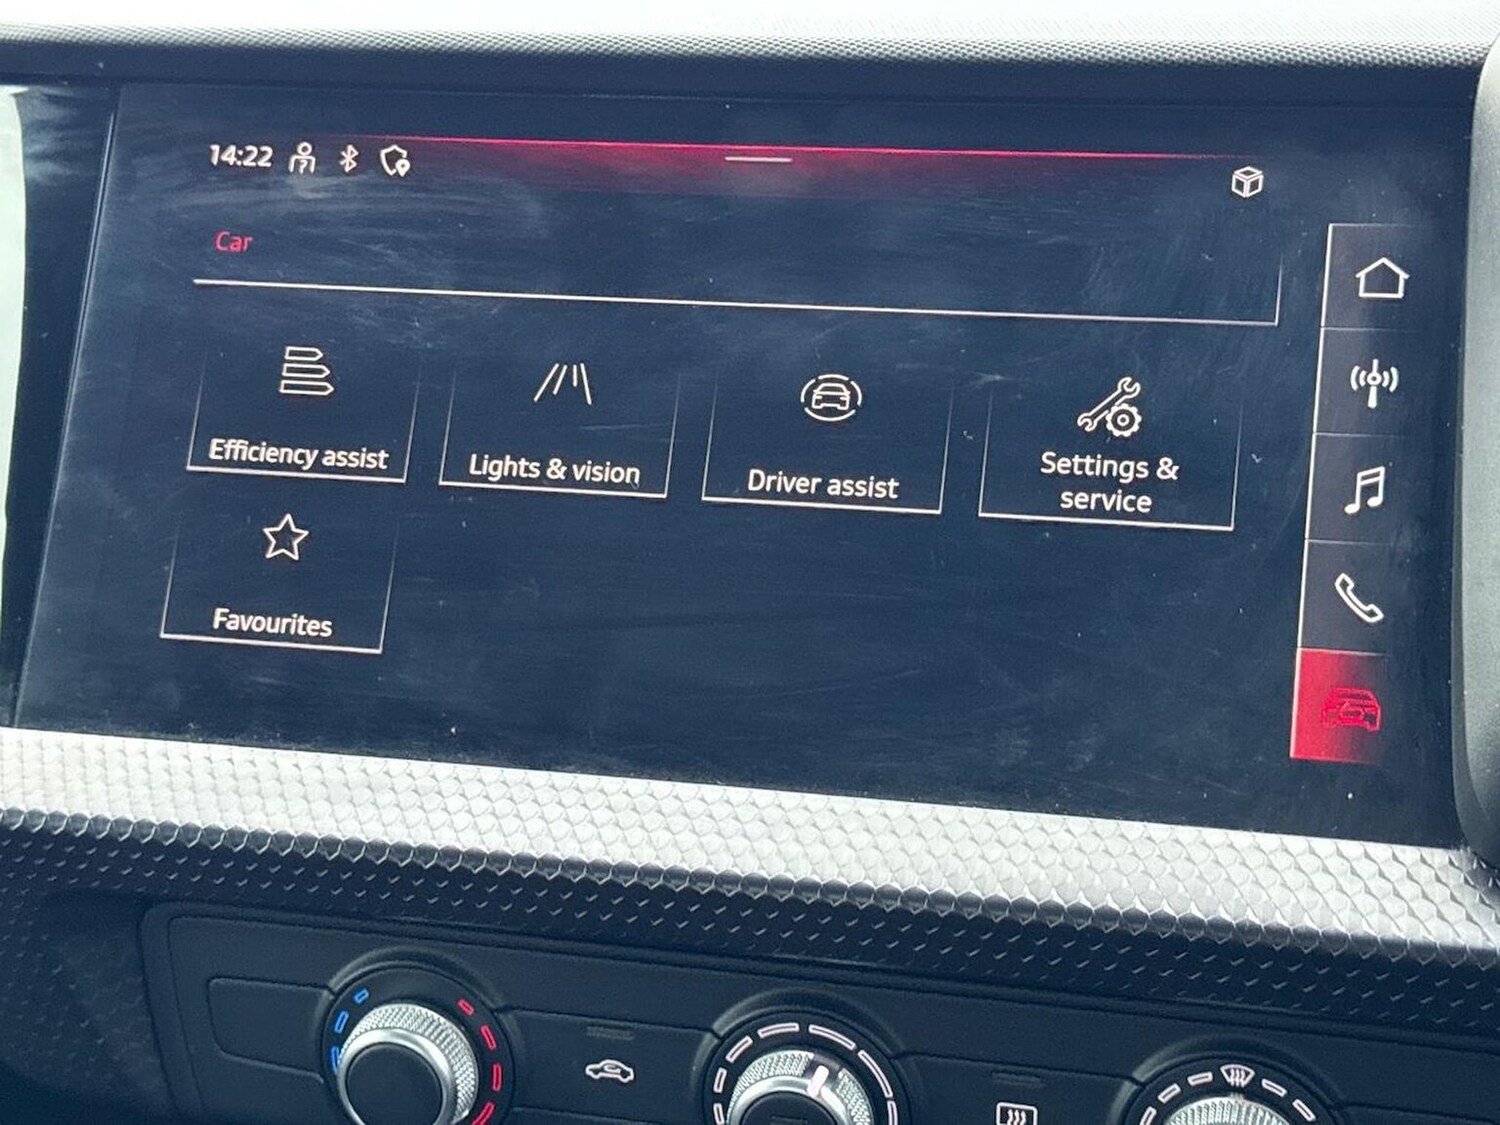 14:22
Car
Efficiency assist
Lights & vision
Driver assist
Settings &
service
Favourites